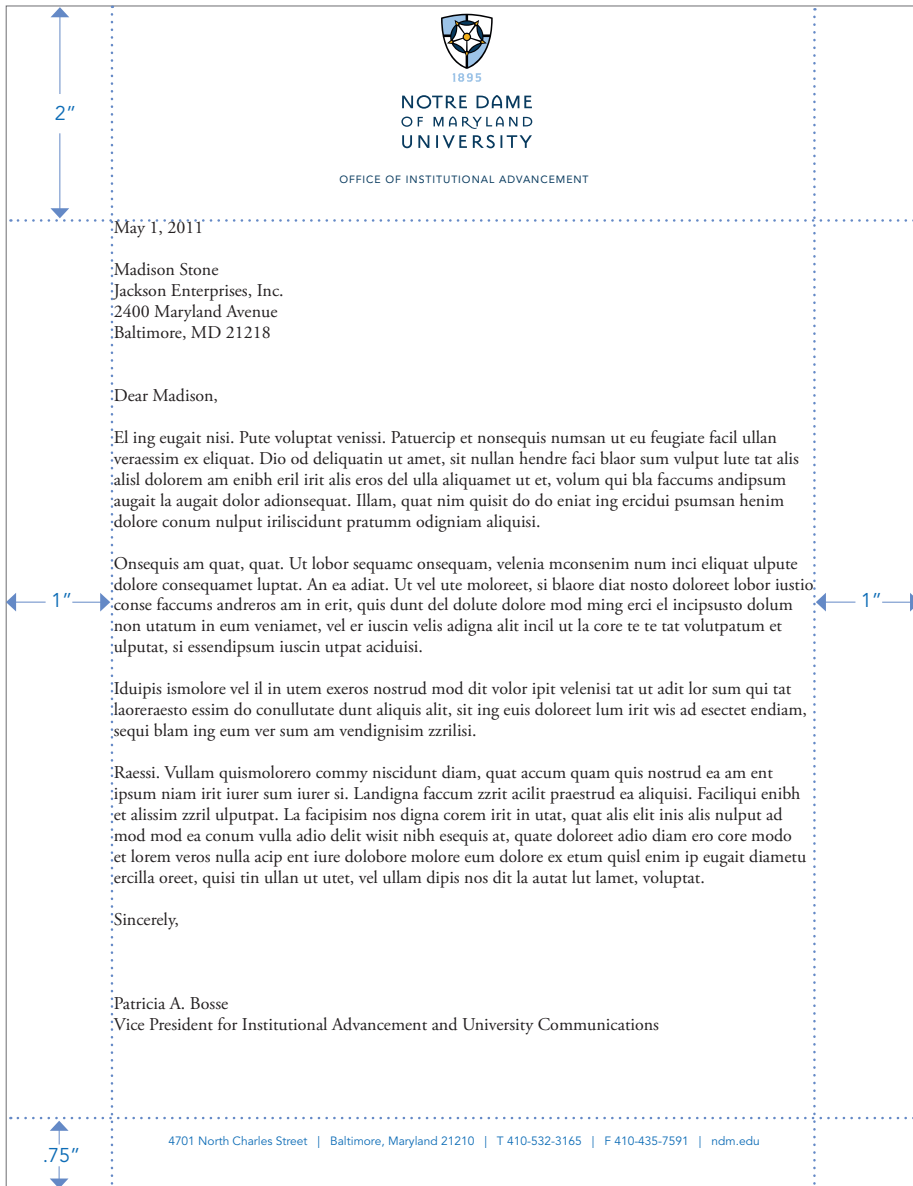 1895
NOTRE DAME
OF MARYLAND
UNIVERSITY
2”
OFFICE OF INSTITUTIONAL ADVANCEMENT
May 1, 2011
Madison Stone
Jackson Enterprises, Inc.
2400 Maryland Avenue
Baltimore, MD 21218
Dear Madison,
El ing eugait nisi. Pute voluptat venissi. Patuercip et nonsequis numsan ut eu feugiate facil ullan
veraessim ex eliquat. Dio od deliquatin ut amet, sit nullan hendre faci blaor sum vulput lute tat alis
alisl dolorem am enibh eril irit alis eros del ulla aliquamet ut et, volum qui bla faccums andipsum
augait la augait dolor adionsequat. Illam, quat nim quisit do do eniat ing ercidui psumsan henim
dolore conum nulput iriliscidunt pratumm odigniam aliquisi.
Onsequis am quat, quat. Ut lobor sequamc onsequam, velenia mconsenim num inci eliquat ulpute
dolore consequamet luptat. An ea adiat. Ut vel ute moloreet, si blaore diat nosto doloreet lobor iustio
1” 1”
conse faccums andreros am in erit, quis dunt del dolute dolore mod ming erci el incipsusto dolum
non utatum in eum veniamet, vel er iuscin velis adigna alit incil ut la core te te tat volutpatum et
ulputat, si essendipsum iuscin utpat aciduisi.
Iduipis ismolore vel il in utem exeros nostrud mod dit volor ipit velenisi tat ut adit lor sum qui tat
laoreraesto essim do conullutate dunt aliquis alit, sit ing euis doloreet lum irit wis ad esectet endiam,
sequi blam ing eum ver sum am vendignisim zzrilisi.
Raessi. Vullam quismolorero commy niscidunt diam, quat accum quam quis nostrud ea am ent
ipsum niam irit iurer sum iurer si. Landigna faccum zzrit acilit praestrud ea aliquisi. Faciliqui enibh
et alissim zzril ulputpat. La facipisim nos digna corem irit in utat, quat alis elit inis alis nulput ad
mod mod ea conum vulla adio delit wisit nibh esequis at, quate doloreet adio diam ero core modo
et lorem veros nulla acip ent iure dolobore molore eum dolore ex etum quisl enim ip eugait diametu
ercilla oreet, quisi tin ullan ut utet, vel ullam dipis nos dit la autat lut lamet, voluptat.
Sincerely,
Patricia A. Bosse
Vice President for Institutional Advancement and University Communications
4701 North Charles Street | Baltimore, Maryland 21210 | T 410-532-3165 | F 410-435-7591 | ndm.edu
.75”